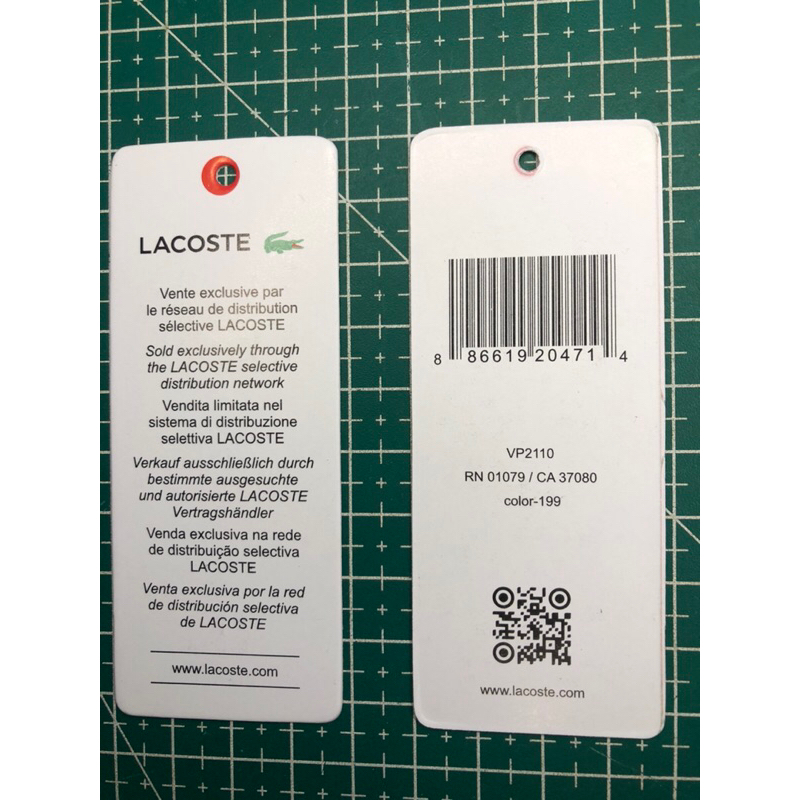 LACOSTE
Vente exclusive par
le réseau de distribution
sélective LACOSTE
Sold exclusively through
the LACOSTE selective
distribution network
Vendita limitata nel
sistema di distribuzione
selettiva LACOSTE
Verkauf ausschließlich durch
bestimmte ausgesuchte
und autorisierte LACOSTE
Vertragshändler
Venda exclusiva na rede
de distribuição selectiva
LACOSTE
Venta exclusiva por la red
de distribución selectiva
de LACOSTE
www.lacoste.com
8 86619 20471 4
VP2110
RN 01079 / CA 37080
color-199
www.lacoste.com